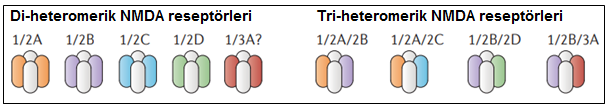 Di-heteromerik NMDA reseptörleri
1/2A 1/2B 1/2C 1/2D 1/3A?
Tri-heteromerik NMDA reseptörleri
1/2A/2B 1/2A/2C 1/2B/2D 1/2B/3A